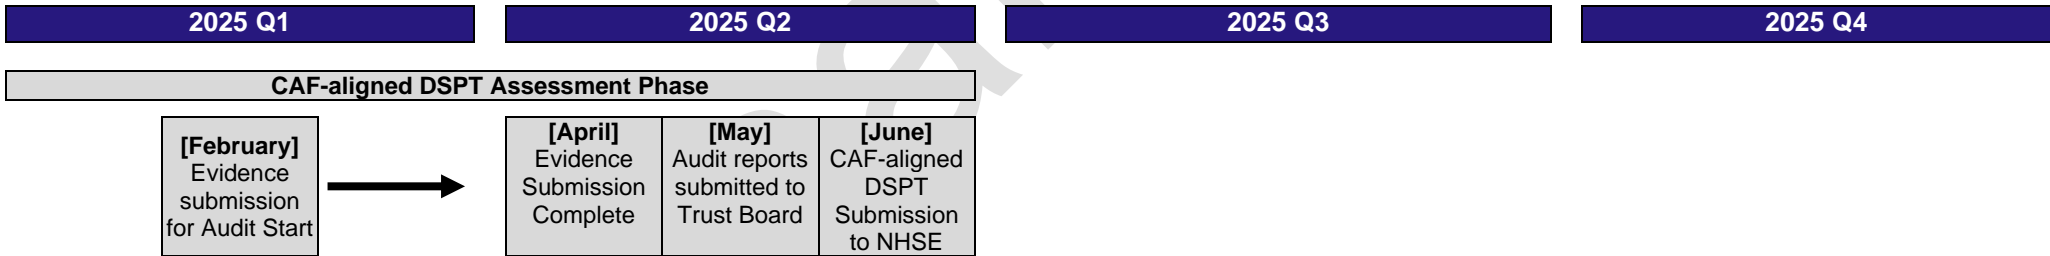 2025 Q1
2025 Q2
2025 Q3
2025 Q4
CAF-aligned DSPT Assessment Phase
[February]
Evidence
submission
for Audit Start
[April]
Evidence
Submission
Complete
[May]
Audit reports
submitted to
Trust Board
[June]
CAF-aligned
DSPT
Submission
to NHSE